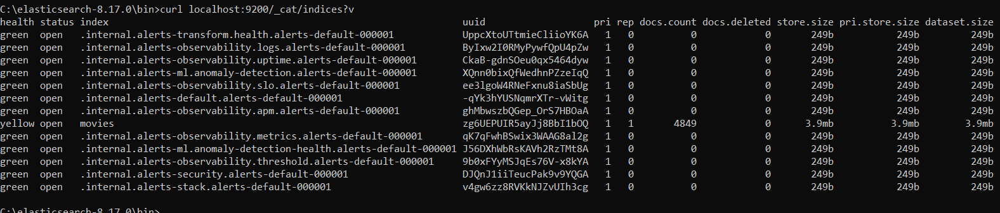 C:\elasticsearch-8.17.0\bin>curl localhost:9200/_cat/indices?v
health status index uuid pri rep docs.count docs.deleted store.size pri.store.size dataset.size
green open .internal.alerts-transform.health.alerts-default-000001 UppcXtoUTtmieCliioYK6A 1 0 0 0 249b 249b 249b
green open .internal.alerts-observability.logs.alerts-default-000001 ByIxw2I0RMyPywfQpU4pZw 1 0 0 0 249b 249b 249b
green open .internal.alerts-observability.uptime.alerts-default-000001 CkaB-gdnSOeu0qx5464dyw 1 0 0 0 249b 249b 249b
green open .internal.alerts-ml.anomaly-detection.alerts-default-000001 XQnn0bixQfWedhnPZzeIqQ 1 0 0 0 249b 249b 249b
green open .internal.alerts-observability.slo.alerts-default-000001 ee3lgoW4RNeFxnu8iaSbUg 1 0 0 0 249b 249b 249b
green open .internal.alerts-default.alerts-default-000001 -qYk3hYUSNqmrXTr-vWitg 1 0 0 0 249b 249b 249b
green open .internal.alerts-observability.apm.alerts-default-000001 ghMbwszbQGep_OrS7HBOaA 1 0 0 0 249b 249b 249b
yellow open movies zg6UEPUIR5ayJj8BbI1bOQ 1 1 4849 0 3.9mb 3.9mb 3.9mb
green open .internal.alerts-observability.metrics.alerts-default-000001 qK7qFwhBSwix3WAAG8al2g 1 0 0 0 249b 249b 249b
green open .internal.alerts-ml.anomaly-detection-health.alerts-default-000001 J56DXhWbRsKAVh2RzTMt8A 1 0 0 0 249b 249b 249b
green open .internal.alerts-observability.threshold.alerts-default-000001 9b0xFYyMSJqEs76V-x8kYA 1 0 0 0 249b 249b 249b
green open .internal.alerts-security.alerts-default-000001 DJQnJ1iiTeucPak9v9YQGA 1 0 0 0 249b 249b 249b
green open .internal.alerts-stack.alerts-default-000001 v4gw6zz8RVKkNJZvUIh3cg 1 0 0 0 249b 249b 249b
C:\elasticsearch-8.17.0\bin>